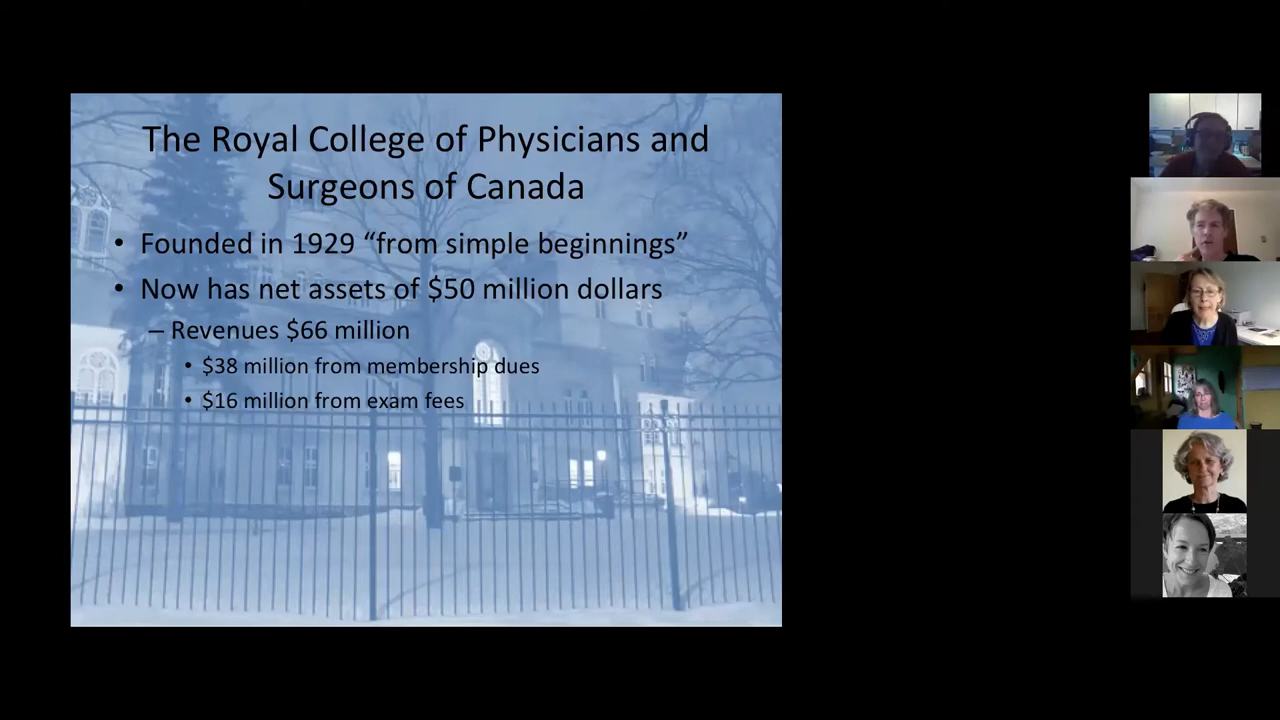 The Royal College of Physicians and
Surgeons of Canada
• Founded in 1929 “from simple beginnings”
• Now has net assets of $50 million dollars
– Revenues $66 million
• $38 million from membership dues
• $16 million from exam fees